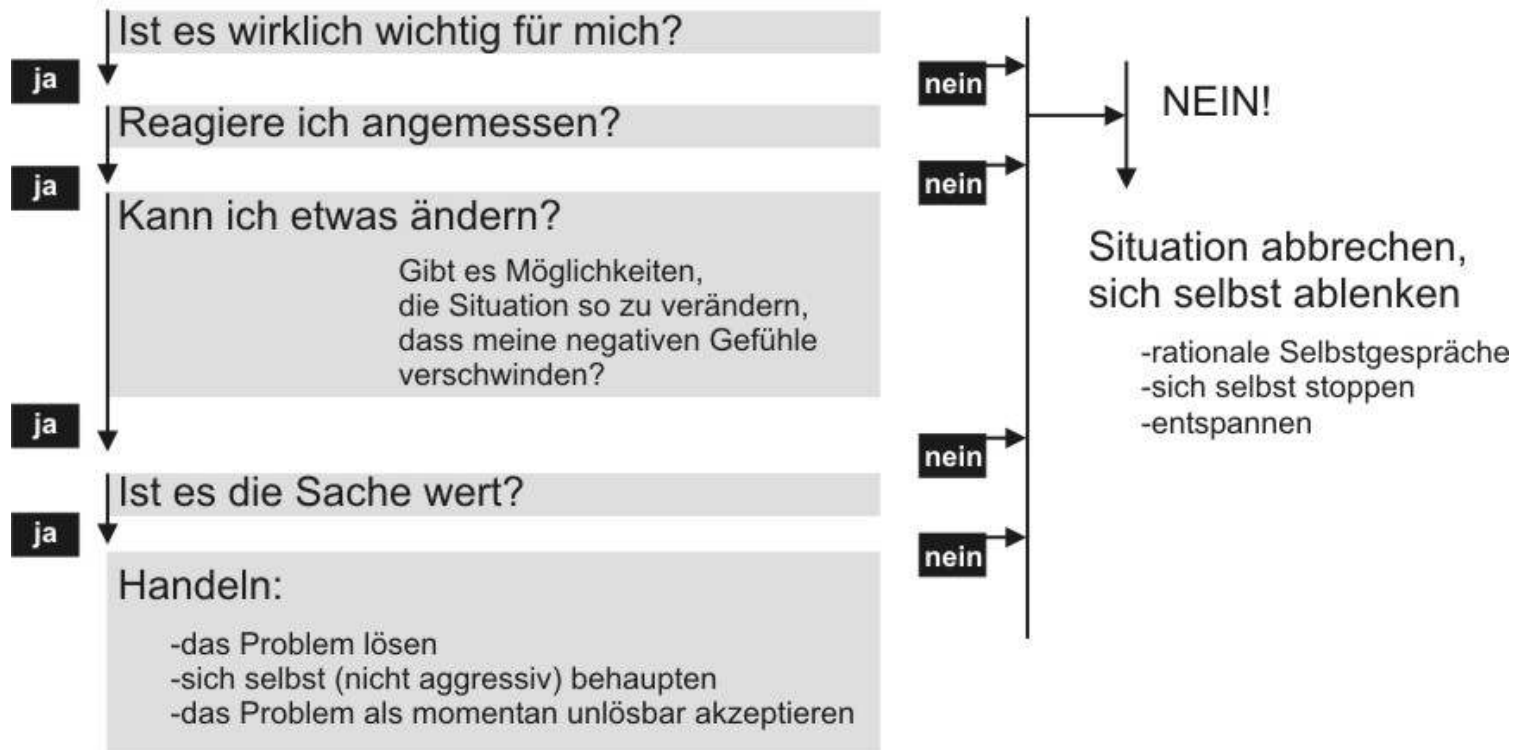 Ist es wirklich wichtig für mich?
ja
nein
NEIN!
Reagiere ich angemessen?
ja
nein
Kann ich etwas ändern?
Gibt es Möglichkeiten,
die Situation so zu verändern,
dass meine negativen Gefühle
verschwinden?
Situation abbrechen,
sich selbst ablenken
-rationale Selbstgespräche
-sich selbst stoppen
-entspannen
ja
nein
Ist es die Sache wert?
ja
nein
Handeln:
-das Problem lösen
-sich selbst (nicht aggressiv) behaupten
-das Problem als momentan unlösbar akzeptieren